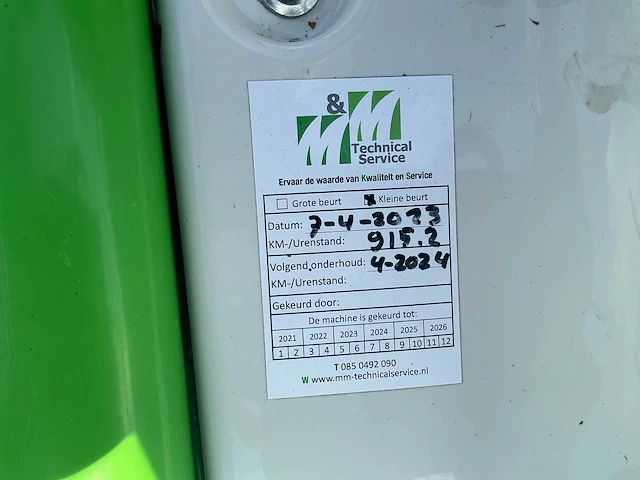 &
MM
Technical
Service
Ervaar de waarde van Kwaliteit en Service
Grote beurt Kleine beurt
Datum: 7-4-2023
KM-/Urenstand: 915.2
Volgend onderhoud: 4-2024
KM-/Urenstand:
Gekeurd door:
De machine is gekeurd tot:
2021 2022 2023 2024 2025 2026
1 2 3 4 5 6 7 8 9 10 11 12
T 085 0492 090
W www.mm-technicalservice.nl